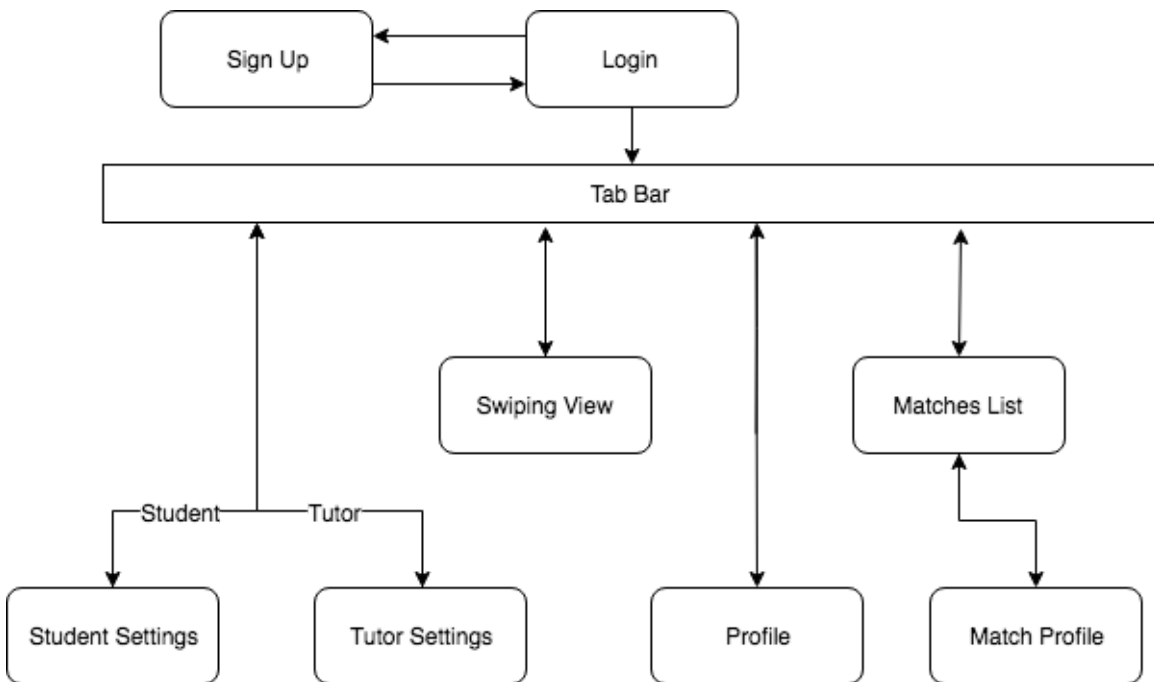 Sign Up
Login
Tab Bar
Swiping View
Matches List
Student
Tutor
Student Settings
Tutor Settings
Profile
Match Profile